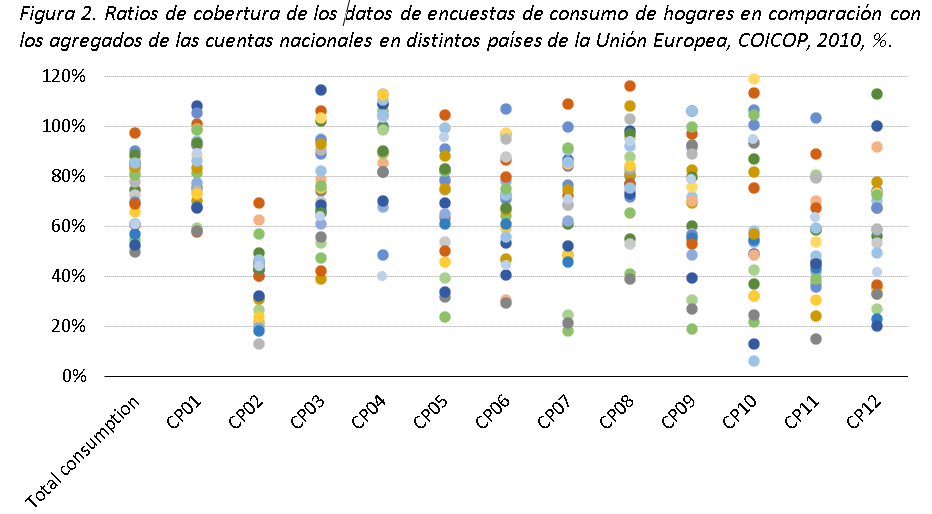 Figura 2. Ratios de cobertura de los datos de encuestas de consumo de hogares en comparación con
los agregados de las cuentas nacionales en distintos países de la Unión Europea, COICOP, 2010, %.
120%
100%
80%
60%
40%
20%
0%
Total consumption
CP01
CP02
CP03
CP04
CP05
CP06
CP07
CP08
CP09
CP10
CP11
CP12